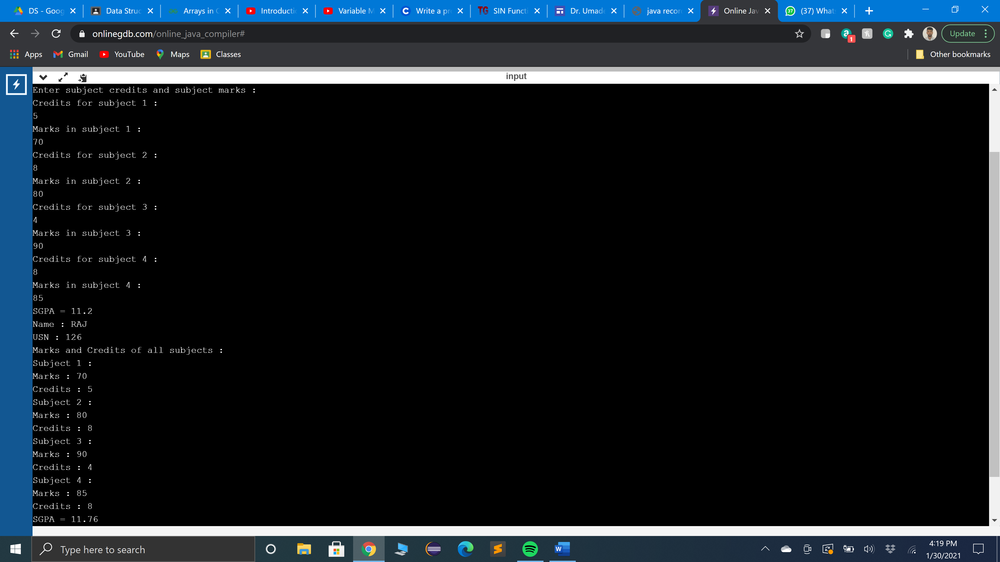 DS - Goog
Data Struc
Arrays in C
Introductio
Variable M
Write a pro
TG SIN Functi
Dr. Umade
java recor
Online Jav
37 (37) What
onlinegdb.com/online_java_compiler#
1
Update
Apps
Gmail
YouTube
Maps
Classes
Other bookmarks
input
Enter subject credits and subject marks :
Credits for subject 1 :
5
Marks in subject 1 :
70
Credits for subject 2 :
8
Marks in subject 2 :
80
Credits for subject 3 :
4
Marks in subject 3 :
90
Credits for subject 4 :
8
Marks in subject 4 :
85
SGPA = 11.2
Name : RAJ
USN : 126
Marks and Credits of all subjects :
Subject 1 :
Marks : 70
Credits : 5
Subject 2 :
Marks : 80
Credits : 8
Subject 3 :
Marks : 90
Credits : 4
Subject 4 :
Marks : 85
Credits : 8
SGPA = 11.76
Type here to search
4:19 PM
1/30/2021